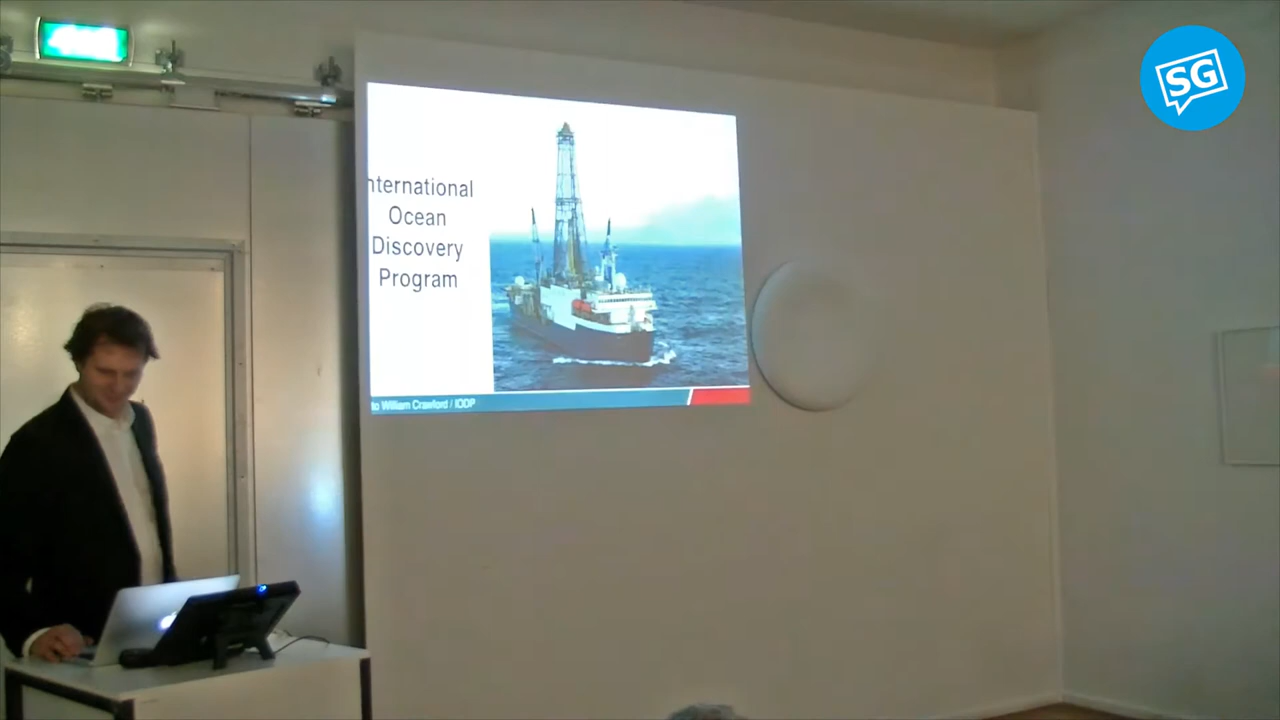 SG
nternational
Ocean
Discovery
Program
to William Crawford / IODP